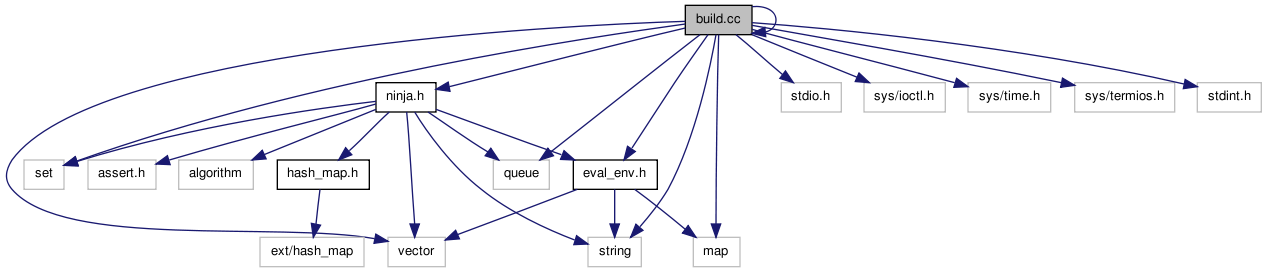 build.cc
ninja.h
stdio.h
sys/ioctl.h
sys/time.h
sys/termios.h
stdint.h
set
assert.h
algorithm
hash_map.h
queue
eval_env.h
ext/hash_map
vector
string
map